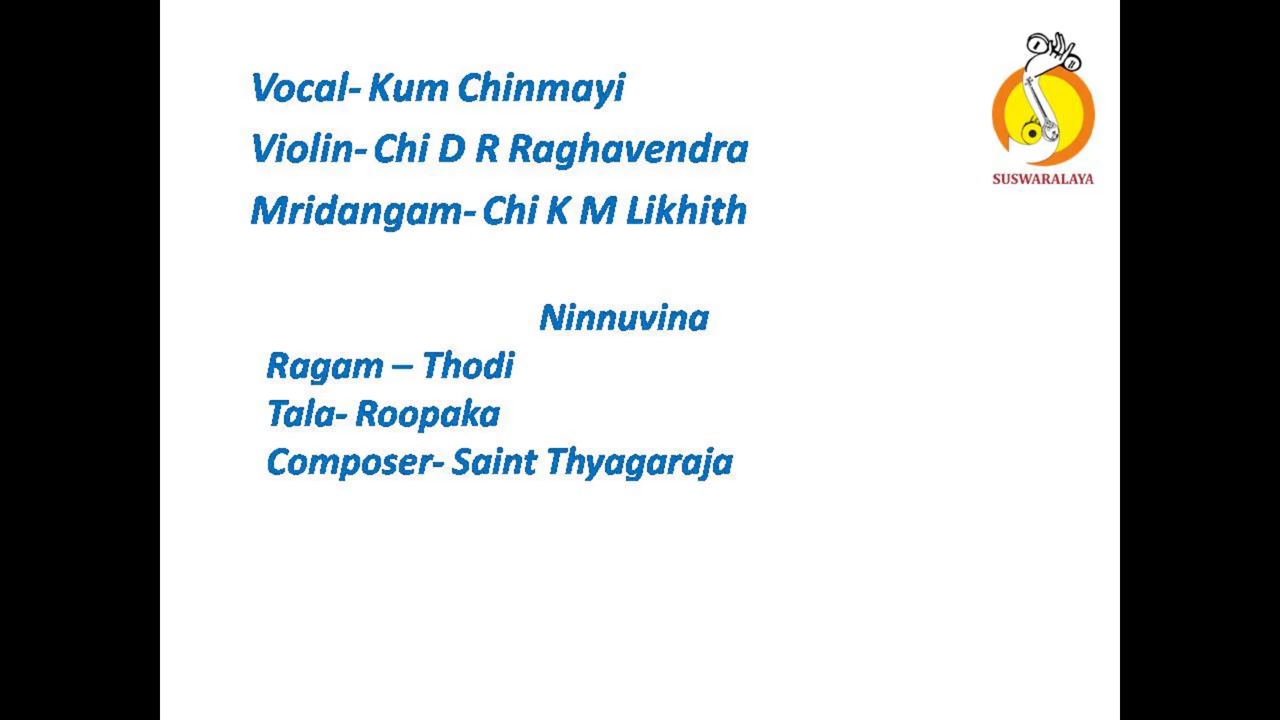 Vocal- Kum Chinmayi
Violin- Chi D R Raghavendra
Mridangam- Chi K M Likhith
SUSWARALAYA
Ninnuvina
Ragam – Thodi
Tala- Roopaka
Composer- Saint Thyagaraja